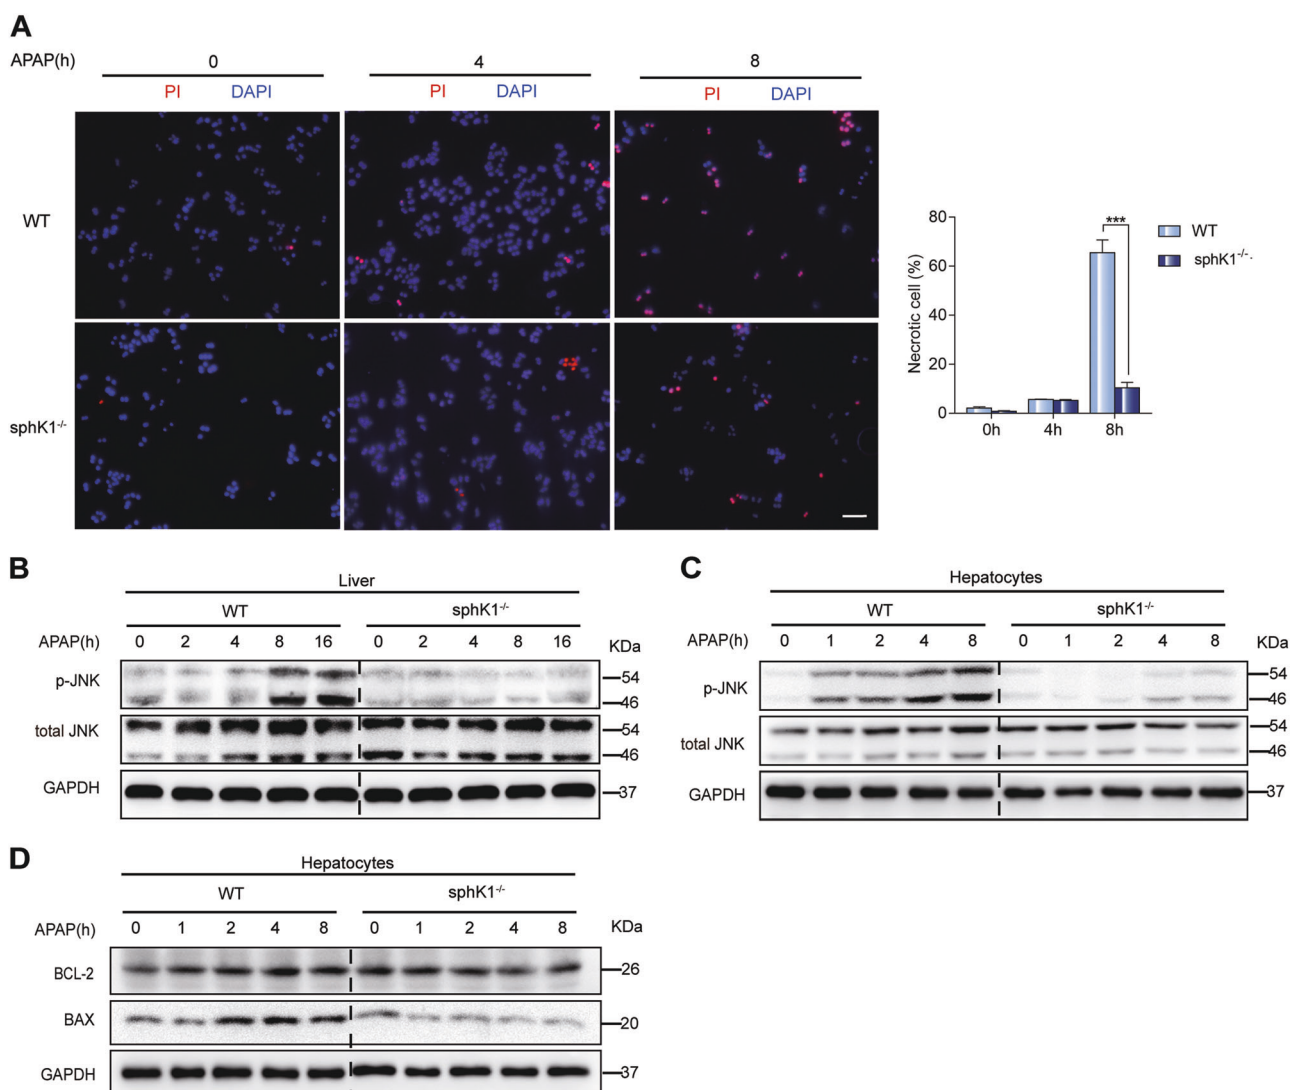 A
APAP(h) 0 4 8
PI DAPI PI DAPI PI DAPI
WT
sphK1-/-
80
60
40
20
0
Necrotic cell (%)
***
0h 4h 8h
WT
sphK1-/-.
B
Liver
WT sphK1-/-
APAP(h) 0 2 4 8 16 0 2 4 8 16 KDa
p-JNK 54
46
total JNK 54
46
GAPDH 37
C
Hepatocytes
WT sphK1-/-
APAP(h) 0 1 2 4 8 0 1 2 4 8 KDa
p-JNK 54
46
total JNK 54
46
GAPDH 37
D
Hepatocytes
WT sphK1-/-
APAP(h) 0 1 2 4 8 0 1 2 4 8 KDa
BCL-2 26
BAX 20
GAPDH 37